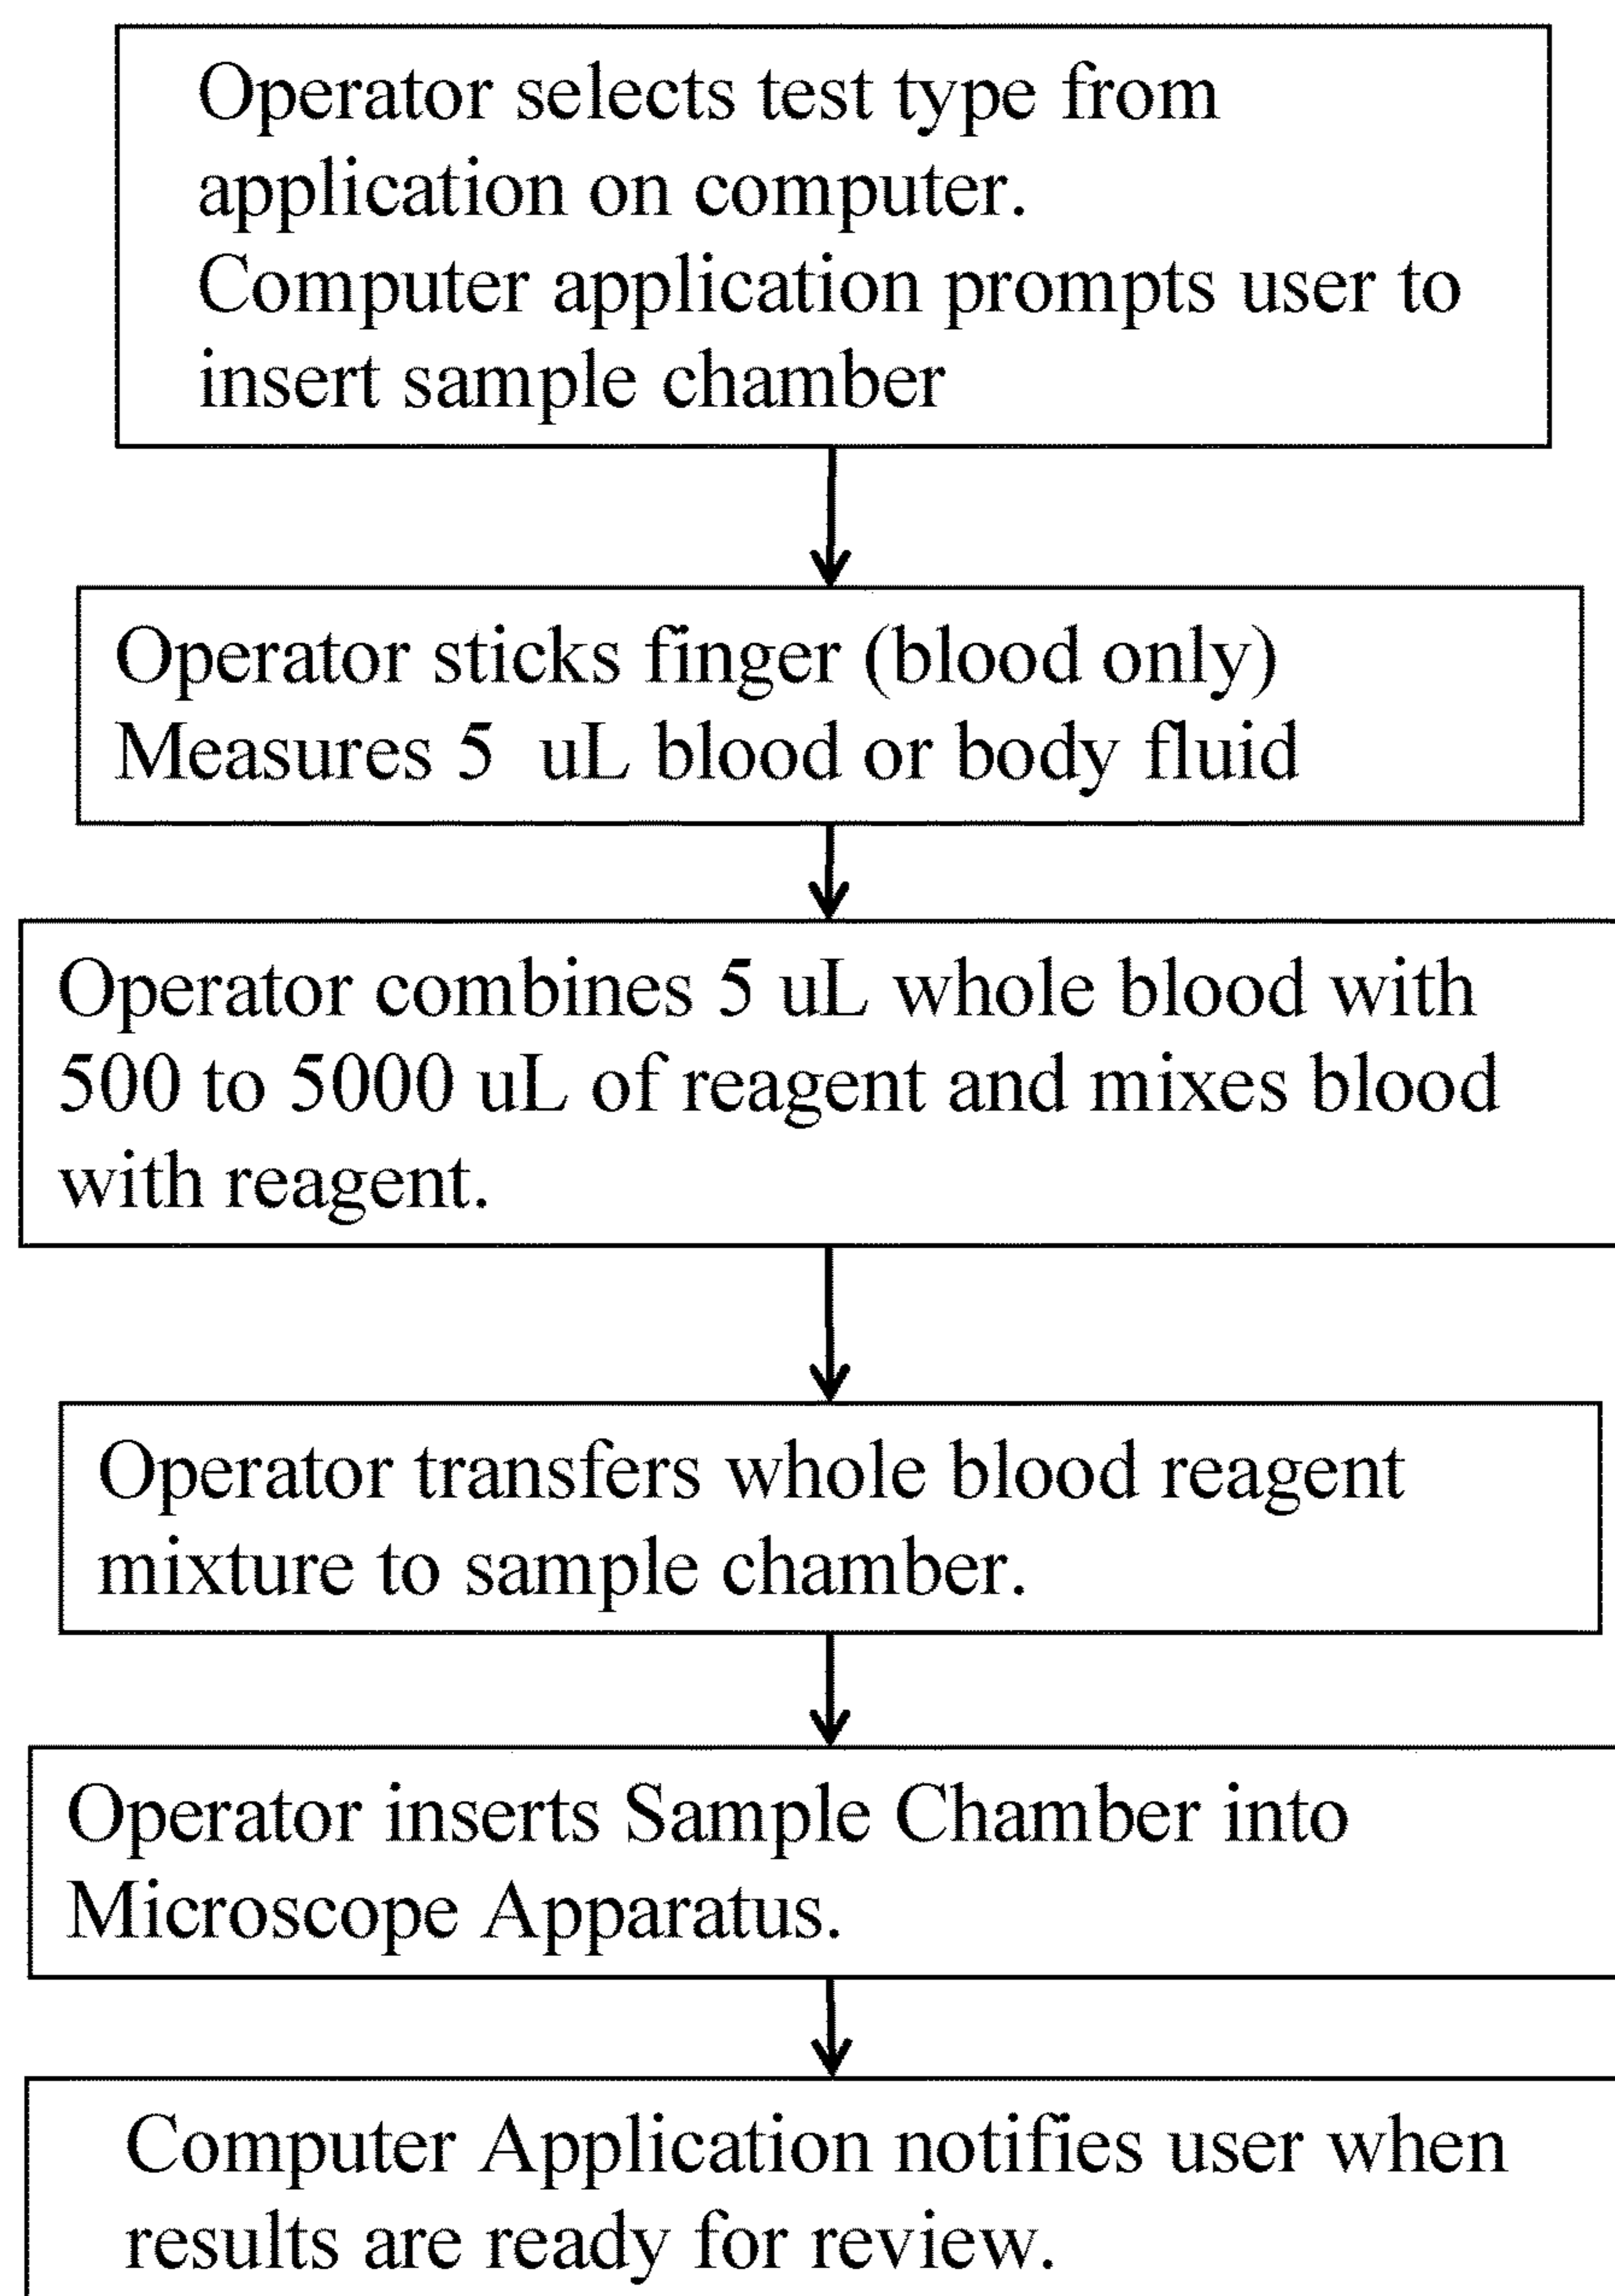 Operator selects test type from
application on computer.
Computer application prompts user to
insert sample chamber
Operator sticks finger (blood only)
Measures 5 uL blood or body fluid
Operator combines 5 uL whole blood with
500 to 5000 uL of reagent and mixes blood
with reagent.
Operator transfers whole blood reagent
mixture to sample chamber.
Operator inserts Sample Chamber into
Microscope Apparatus.
Computer Application notifies user when
results are ready for review.